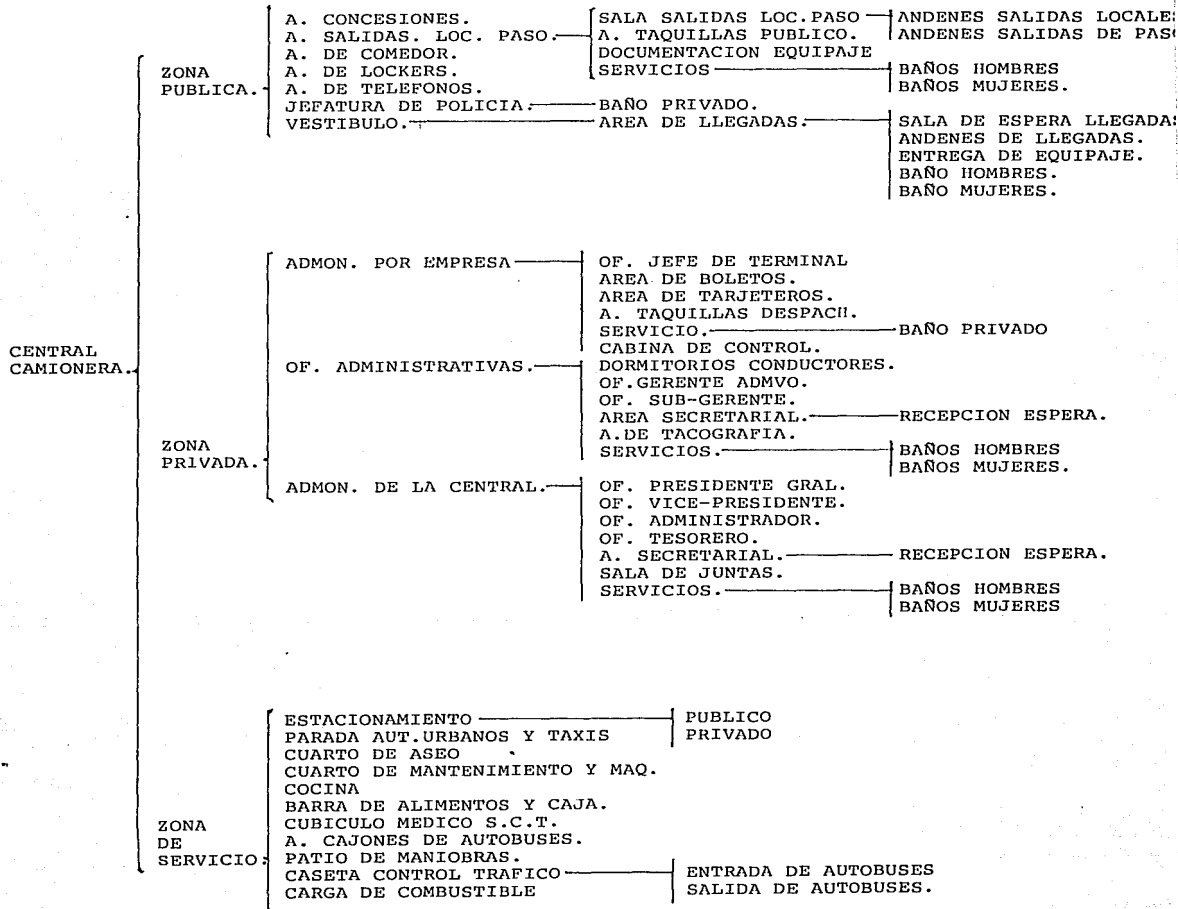 A. CONCESIONES.
A. SALIDAS. LOC. PASO.
A. DE COMEDOR.
A. DE LOCKERS.
A. DE TELEFONOS.
JEFATURA DE POLICIA.
VESTIBULO.
ZONA
PUBLICA.
SALA SALIDAS LOC.PASO
A. TAQUILLAS PUBLICO.
DOCUMENTACION EQUIPAJE
SERVICIOS
BAÑO PRIVADO.
AREA DE LLEGADAS.
ANDENES SALIDAS LOCALE
ANDENES SALIDAS DE PAS
BAÑOS HOMBRES
BAÑOS MUJERES.
SALA DE ESPERA LLEGADA
ANDENES DE LLEGADAS.
ENTREGA DE EQUIPAJE.
BAÑO HOMBRES.
BAÑO MUJERES.
CENTRAL
CAMIONERA.
ZONA
PRIVADA.
ADMON. POR EMPRESA
OF. JEFE DE TERMINAL
AREA DE BOLETOS.
AREA DE TARJETEROS.
A. TAQUILLAS DESPACH.
SERVICIO.
BAÑO PRIVADO
CABINA DE CONTROL.
OF. ADMINISTRATIVAS.
DORMITORIOS CONDUCTORES.
OF.GERENTE ADMVO.
OF. SUB-GERENTE.
AREA SECRETARIAL.
RECEPCION ESPERA.
A.DE TACOGRAFIA.
SERVICIOS.
BAÑOS HOMBRES
BAÑOS MUJERES.
ADMON. DE LA CENTRAL.
OF. PRESIDENTE GRAL.
OF. VICE-PRESIDENTE.
OF. ADMINISTRADOR.
OF. TESORERO.
A. SECRETARIAL.
RECEPCION ESPERA.
SALA DE JUNTAS.
SERVICIOS.
BAÑOS HOMBRES
BAÑOS MUJERES
ZONA
DE
SERVICIO.
ESTACIONAMIENTO
PUBLICO
PRIVADO
PARADA AUT.URBANOS Y TAXIS
CUARTO DE ASEO
CUARTO DE MANTENIMIENTO Y MAQ.
COCINA
BARRA DE ALIMENTOS Y CAJA.
CUBICULO MEDICO S.C.T.
A. CAJONES DE AUTOBUSES.
PATIO DE MANIOBRAS.
CASETA CONTROL TRAFICO
ENTRADA DE AUTOBUSES
SALIDA DE AUTOBUSES.
CARGA DE COMBUSTIBLE